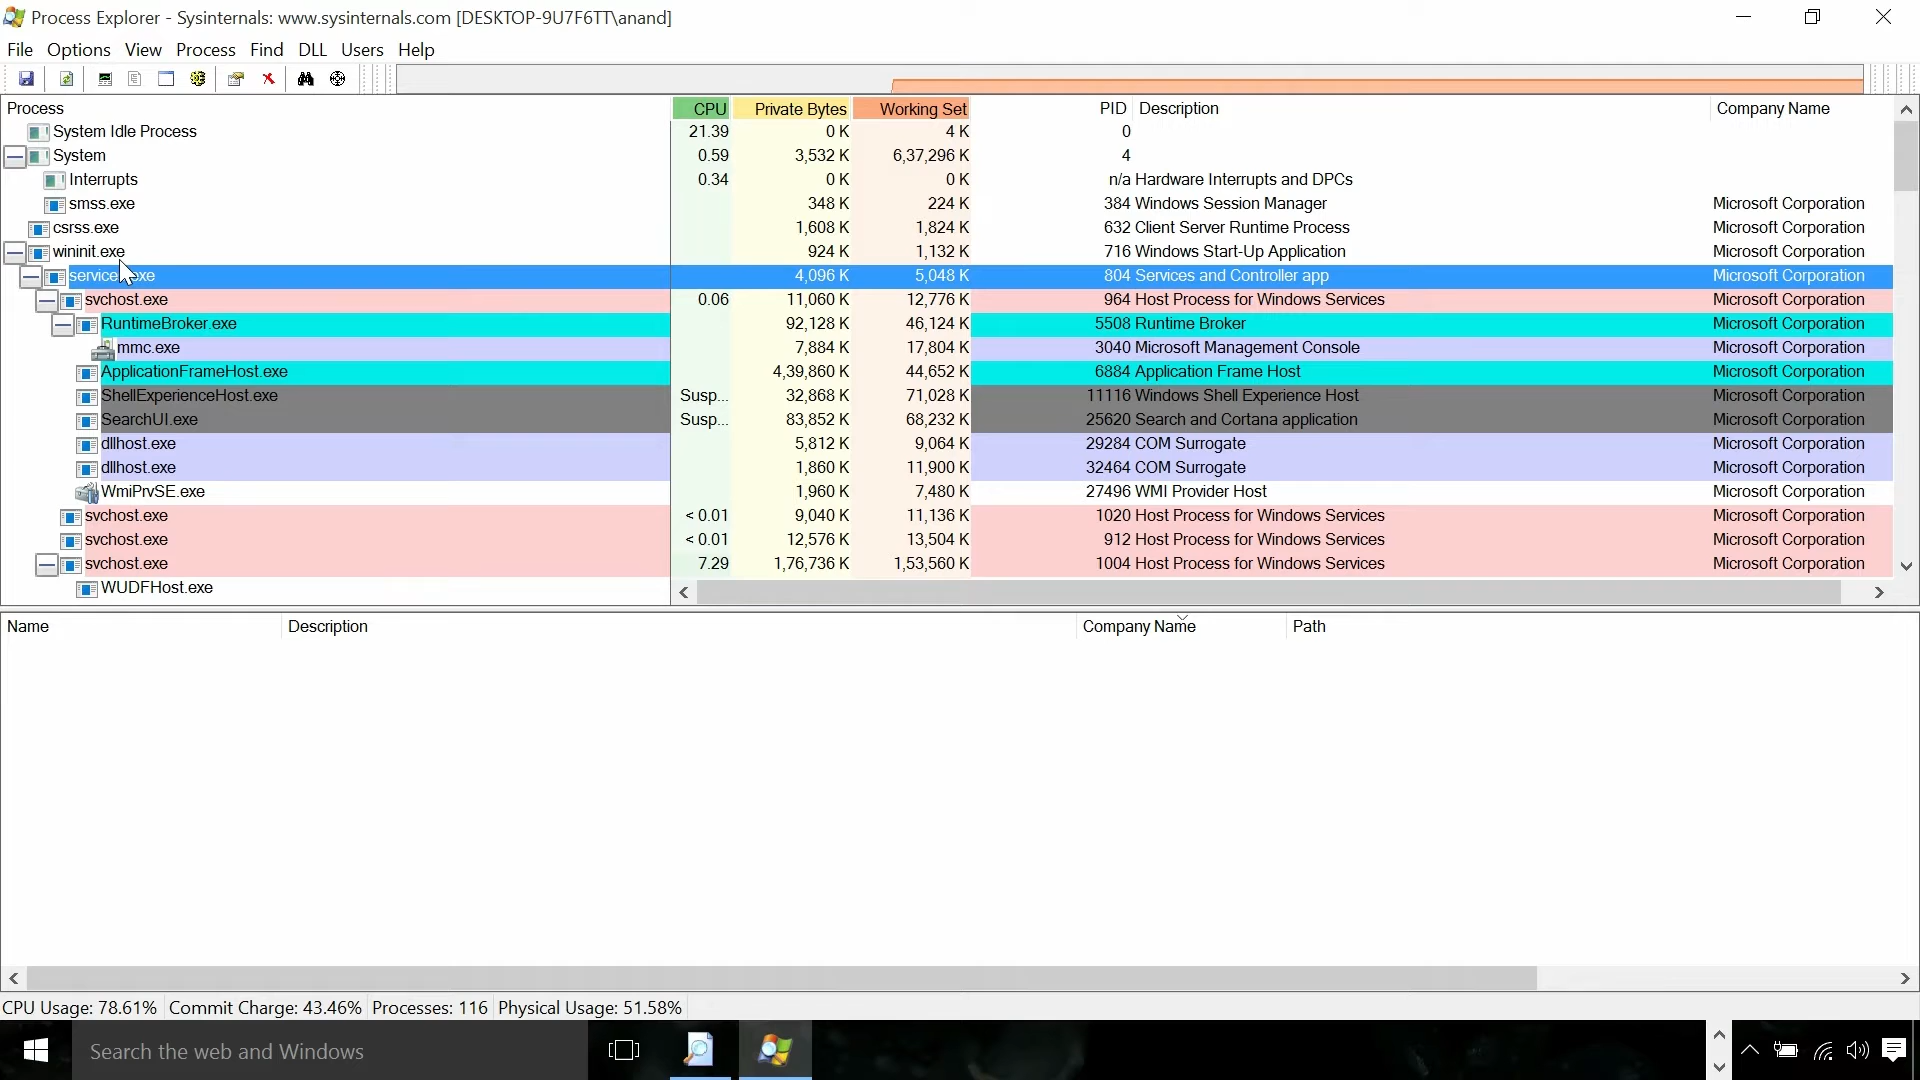 Process Explorer - Sysinternals: www.sysinternals.com [DESKTOP-9U7F6TT\anand]
File Options View Process Find DLL Users Help
Process CPU Private Bytes Working Set PID Description Company Name
System Idle Process 21.39 0 K 4 K 0
System 0.59 3,532 K 6,37,296 K 4
Interrupts 0.34 0 K 0 K n/a Hardware Interrupts and DPCs
smss.exe 348 K 224 K 384 Windows Session Manager Microsoft Corporation
csrss.exe 1,608 K 1,824 K 632 Client Server Runtime Process Microsoft Corporation
wininit.exe 924 K 1,132 K 716 Windows Start-Up Application Microsoft Corporation
services.exe 4,096 K 5,048 K 804 Services and Controller app Microsoft Corporation
svchost.exe 0.06 11,060 K 12,776 K 964 Host Process for Windows Services Microsoft Corporation
RuntimeBroker.exe 92,128 K 46,124 K 5508 Runtime Broker Microsoft Corporation
mmc.exe 7,884 K 17,804 K 3040 Microsoft Management Console Microsoft Corporation
ApplicationFrameHost.exe 4,39,860 K 44,652 K 6884 Application Frame Host Microsoft Corporation
ShellExperienceHost.exe Susp... 32,868 K 71,028 K 11116 Windows Shell Experience Host Microsoft Corporation
SearchUI.exe Susp... 83,852 K 68,232 K 25620 Search and Cortana application Microsoft Corporation
dllhost.exe 5,812 K 9,064 K 29284 COM Surrogate Microsoft Corporation
dllhost.exe 1,860 K 11,900 K 32464 COM Surrogate Microsoft Corporation
WmiPrvSE.exe 1,960 K 7,480 K 27496 WMI Provider Host Microsoft Corporation
svchost.exe < 0.01 9,040 K 11,136 K 1020 Host Process for Windows Services Microsoft Corporation
svchost.exe < 0.01 12,576 K 13,504 K 912 Host Process for Windows Services Microsoft Corporation
svchost.exe 7.29 1,76,736 K 1,53,560 K 1004 Host Process for Windows Services Microsoft Corporation
WUDFHost.exe
Name Description Company Name Path
CPU Usage: 78.61% Commit Charge: 43.46% Processes: 116 Physical Usage: 51.58%
Search the web and Windows